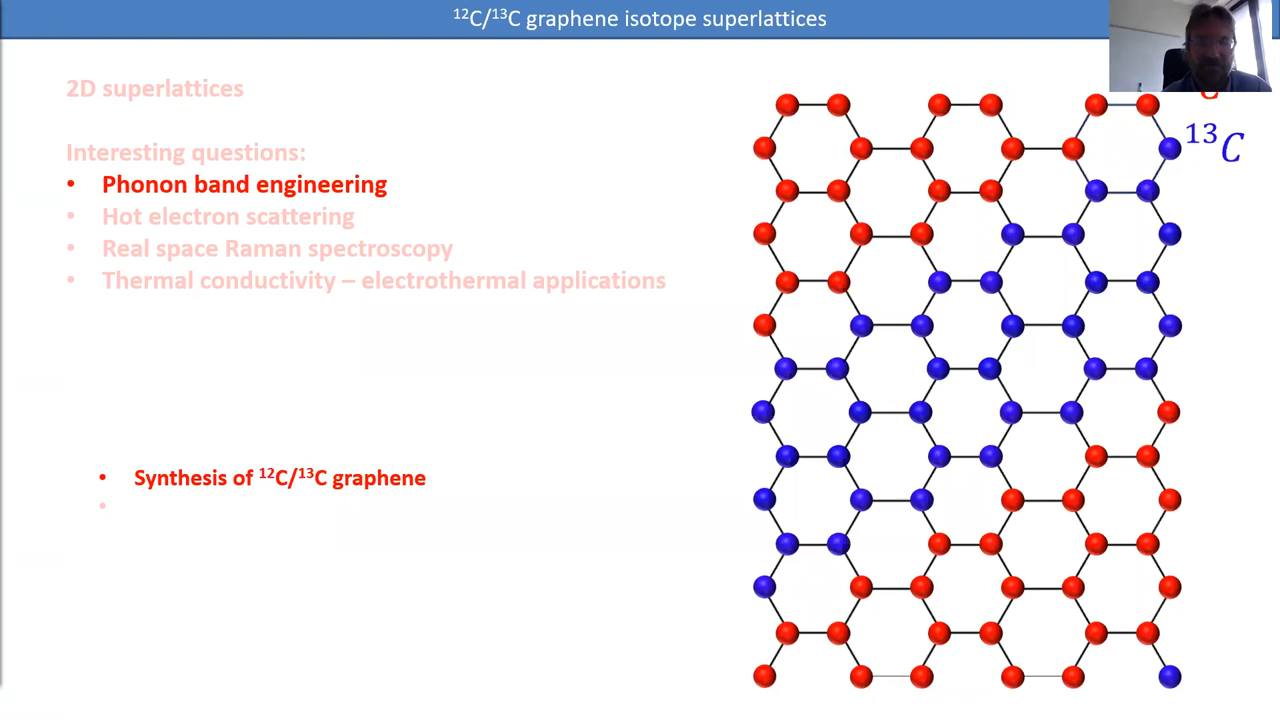 ¹²C/¹³C graphene isotope superlattices
2D superlattices
Interesting questions:
• Phonon band engineering
• Hot electron scattering
• Real space Raman spectroscopy
• Thermal conductivity – electrothermal applications
• Synthesis of ¹²C/¹³C graphene
•
C
¹³C